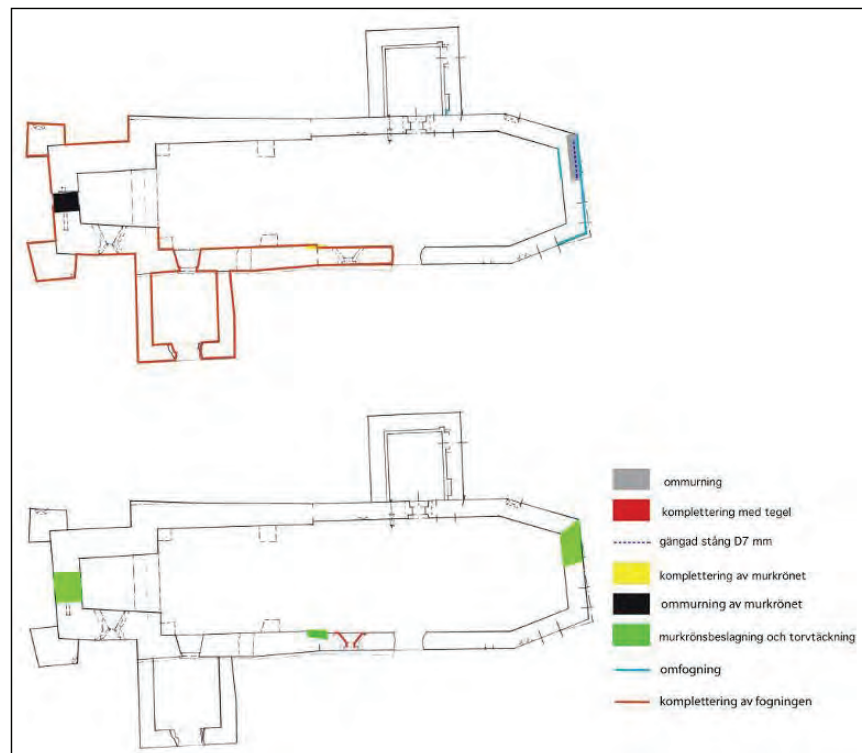 ommurning
komplettering med tegel
gängad stång D7 mm
komplettering av murkrönet
ommurning av murkrönet
murkrönsbeslagning och torvtäckning
omfogning
komplettering av fogningen